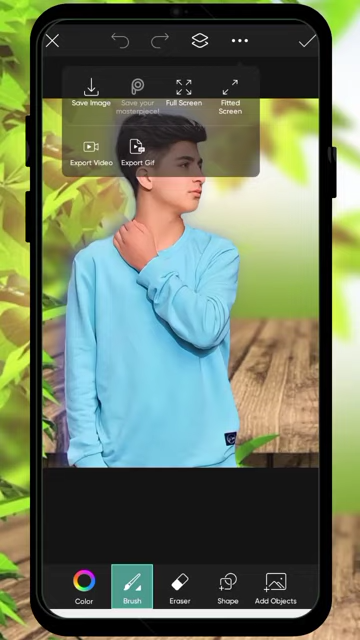 Save Image
Save your
masterpiece!
Full Screen
Fitted
Screen
Export Video
Export Gif
Color
Brush
Eraser
Shape
Add Objects